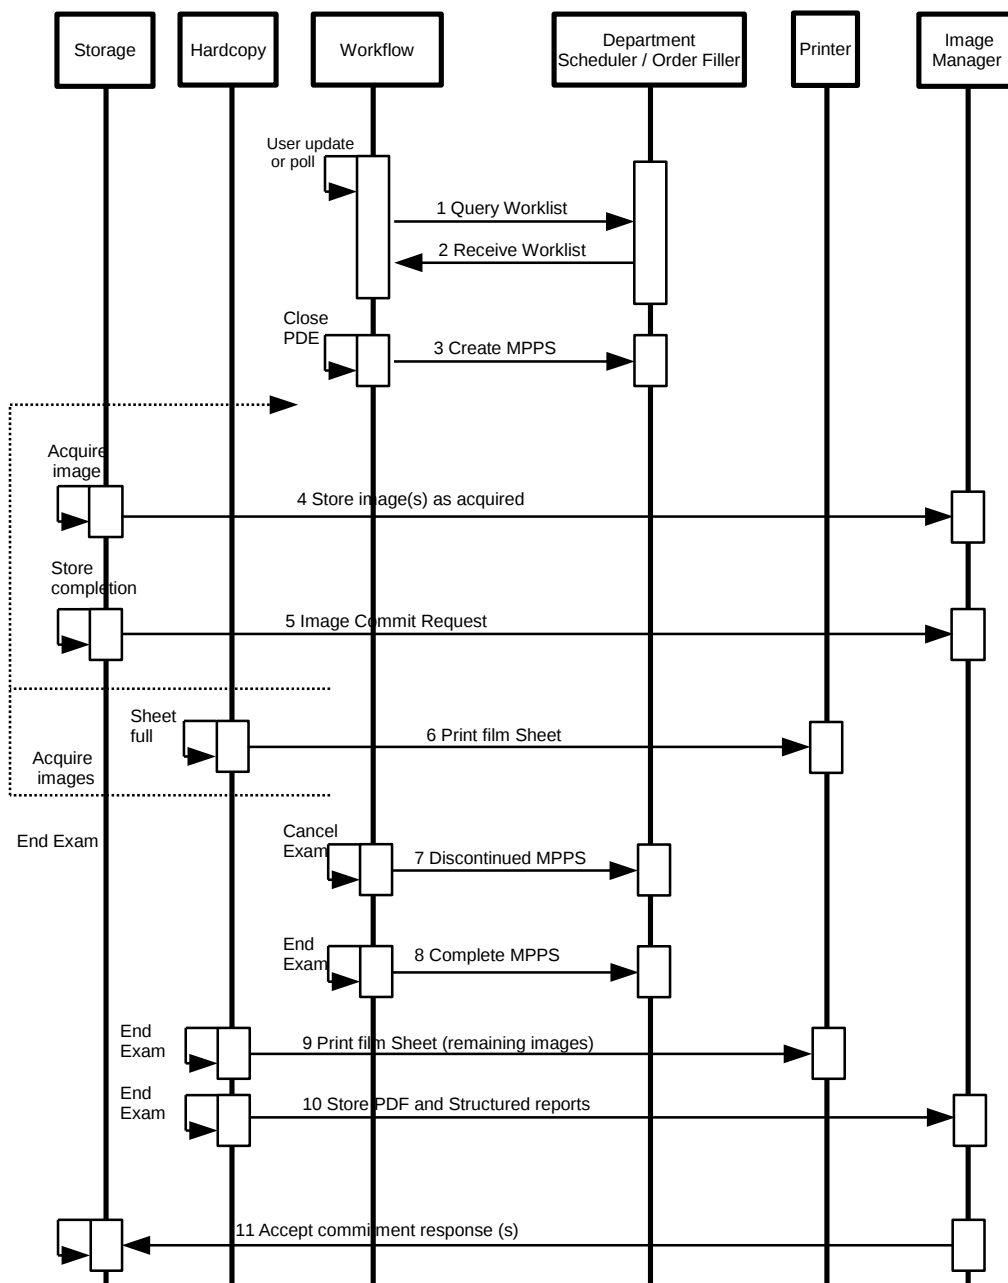 Storage
Hardcopy
Workflow
Department
Scheduler / Order Filler
Printer
Image
Manager
User update
or poll
1 Query Worklist
2 Receive Worklist
Close
PDE
3 Create MPPS
Acquire
image
4 Store image(s) as acquired
Store
completion
5 Image Commit Request
Sheet
full
6 Print film Sheet
Acquire
images
End Exam
Cancel
Exam
7 Discontinued MPPS
End
Exam
8 Complete MPPS
End
Exam
9 Print film Sheet (remaining images)
End
Exam
10 Store PDF and Structured reports
11 Accept commitment response (s)